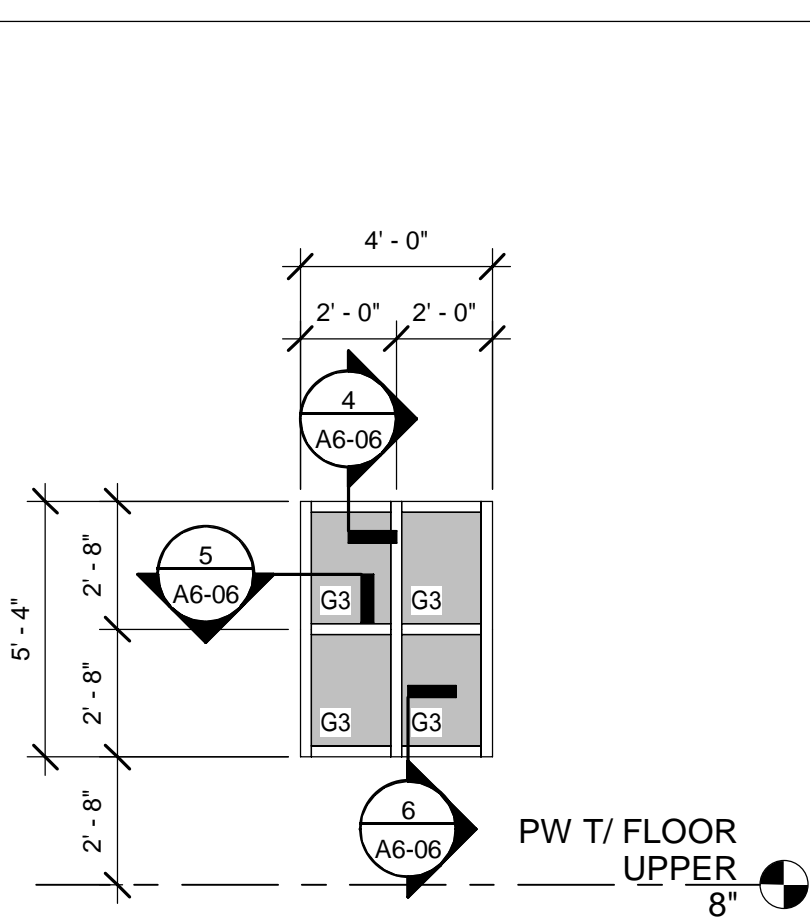 4' - 0"
2' - 0"
2' - 0"
4
A6-06
5
A6-06
2' - 8"
5' - 4"
G3
G3
2' - 8"
G3
G3
2' - 8"
6
A6-06
PW T/ FLOOR
UPPER
8"